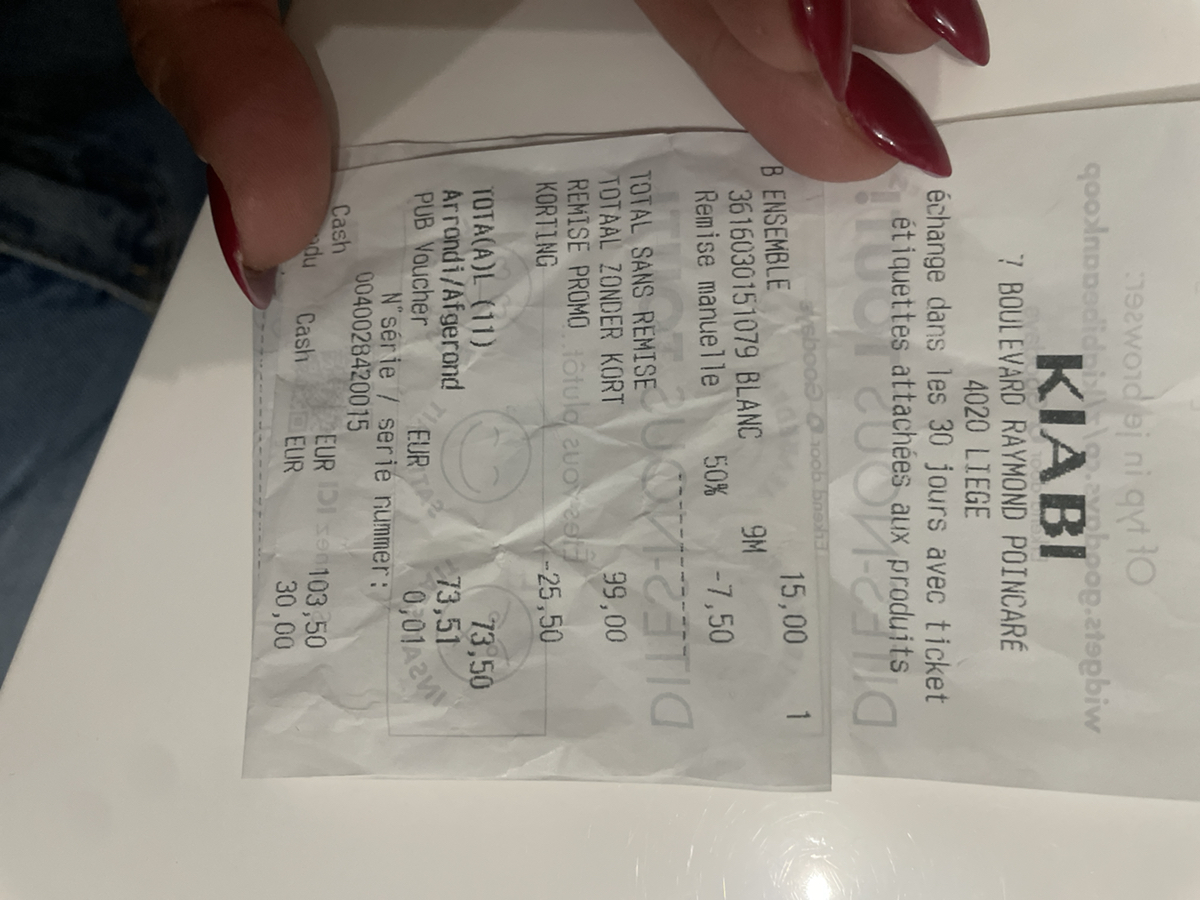 KIABI
7 BOULEVARD RAYMOND POINCARÉ
4020 LIEGE
échange dans les 30 jours avec ticket
étiquettes attachées aux produits
B ENSEMBLE 15,00 1
3616030151079 BLANC 9M
Remise manuelle 50% -7,50
TOTAL SANS REMISE
TOTAAL ZONDER KORT 99,00
REMISE PROMO
KORTING -25,50
TOTA(A)L (11) 73,50
Arrondi/Afgerond 73,51
PUB Voucher EUR 0,01
N°série / serie nummer:
0040028420015
Cash EUR 103,50
Cash EUR 30,00